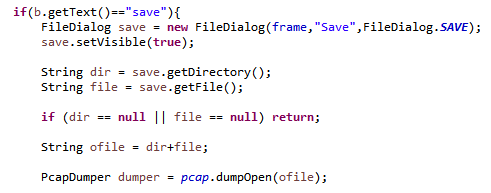 if(b.getText()=="save"){
FileDialog save = new FileDialog(frame,"Save",FileDialog.SAVE);
save.setVisible(true);
String dir = save.getDirectory();
String file = save.getFile();
if (dir == null || file == null) return;
String ofile = dir+file;
PcapDumper dumper = pcap.dumpOpen(ofile);